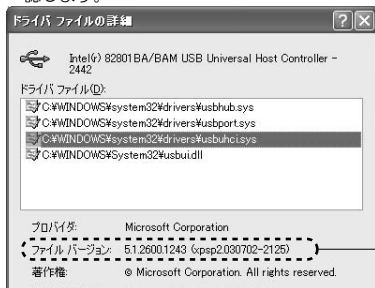 認します。
ドライバ ファイルの詳細
Intel(r) 82801BA/BAM USB Universal Host Controller -
2442
ドライバ ファイル(D):
C:¥WINDOWS¥system32¥drivers¥usbhub.sys
C:¥WINDOWS¥system32¥drivers¥usbport.sys
C:¥WINDOWS¥System32¥drivers¥usbuhci.sys
C:¥WINDOWS¥System32¥usbui.dll
プロバイダ: Microsoft Corporation
ファイル バージョン: 5.1.2600.1243 (xpsp2.030702-2125)
著作権: © Microsoft Corporation. All rights reserved.